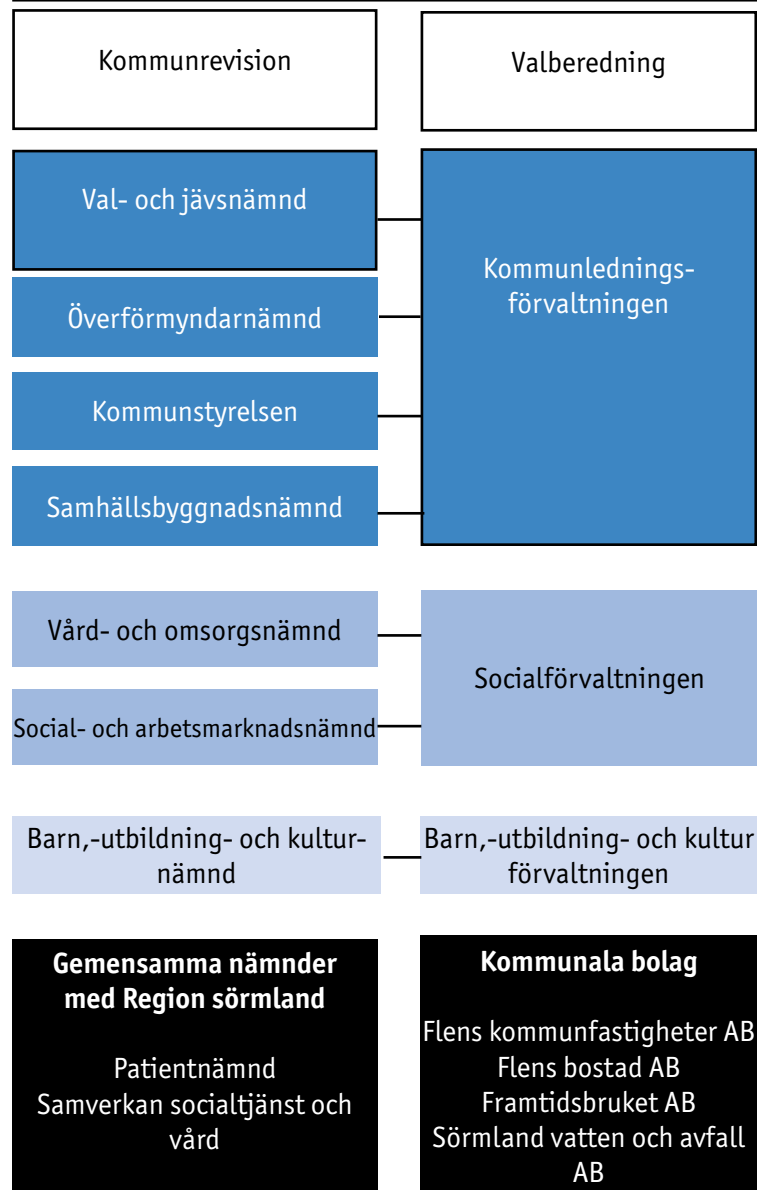 Kommunrevision
Valberedning
Val- och jävsnämnd
Kommunlednings-
förvaltningen
Överförmyndarnämnd
Kommunstyrelsen
Samhällsbyggnadsnämnd
Vård- och omsorgsnämnd
Socialförvaltningen
Social- och arbetsmarknadsnämnd
Barn,-utbildning- och kultur-
nämnd
Barn,-utbildning- och kultur
förvaltningen
Gemensamma nämnder
med Region sörmland
Patientnämnd
Samverkan socialtjänst och
vård
Kommunala bolag
Flens kommunfastigheter AB
Flens bostad AB
Framtidsbruket AB
Sörmland vatten och avfall
AB